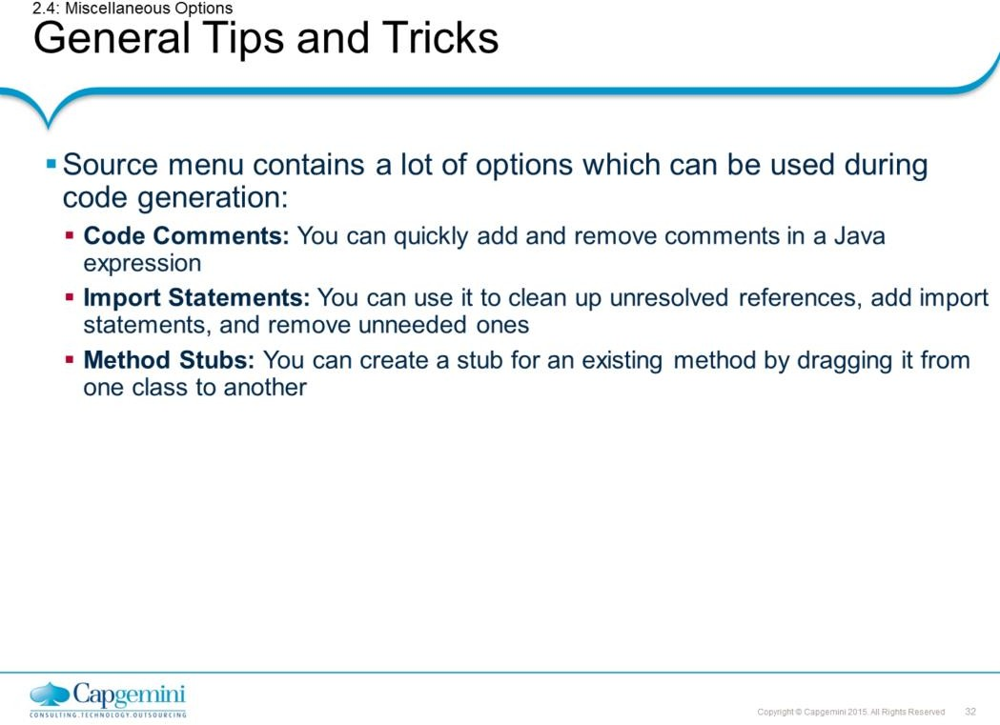 2.4: Miscellaneous Options
General Tips and Tricks
Source menu contains a lot of options which can be used during
code generation:
Code Comments: You can quickly add and remove comments in a Java
expression
Import Statements: You can use it to clean up unresolved references, add import
statements, and remove unneeded ones
Method Stubs: You can create a stub for an existing method by dragging it from
one class to another
Capgemini
CONSULTING.TECHNOLOGY.OUTSOURCING
Copyright © Capgemini 2015. All Rights Reserved 32